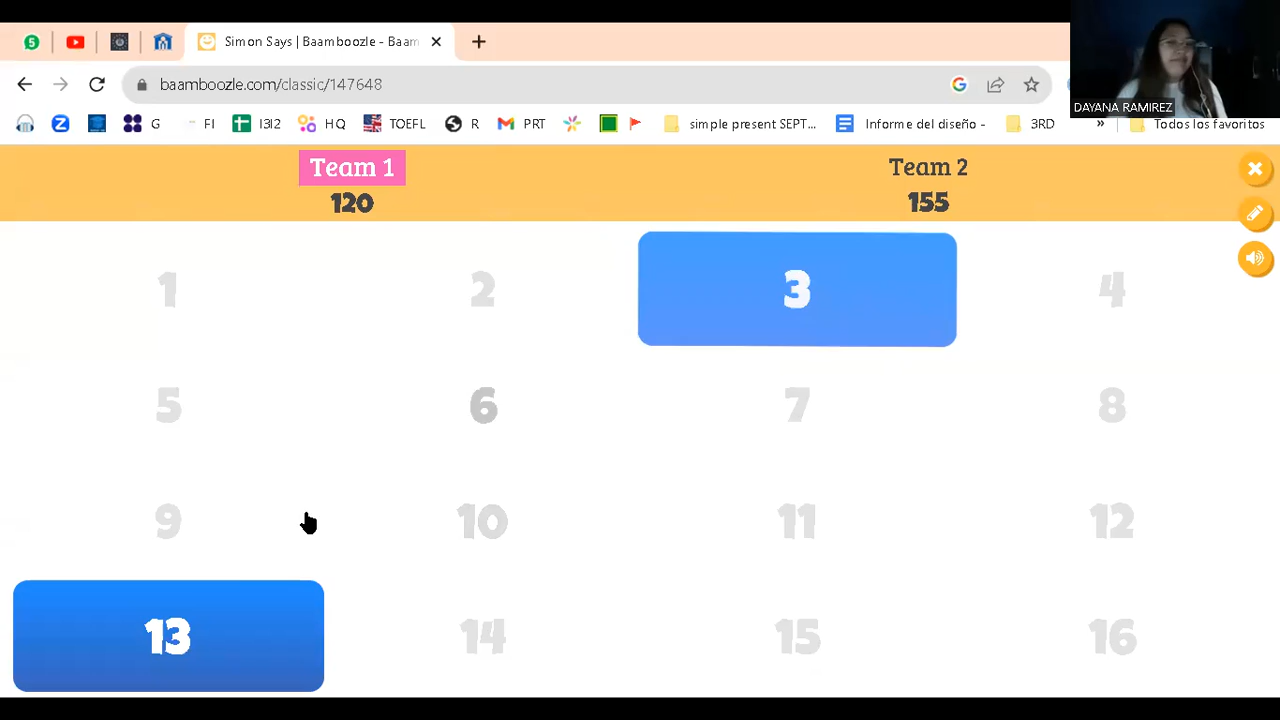 5
Simon Says | Baamboozle - Baam
baamboozle.com/classic/147648
DAYANA RAMIREZ
G FI I3I2 HQ TOEFL R PRT simple present SEPT... Informe del diseño - 3RD » Todos los favoritos
Team 1 Team 2
120 155
1 2 3 4
5 6 7 8
9 10 11 12
13 14 15 16